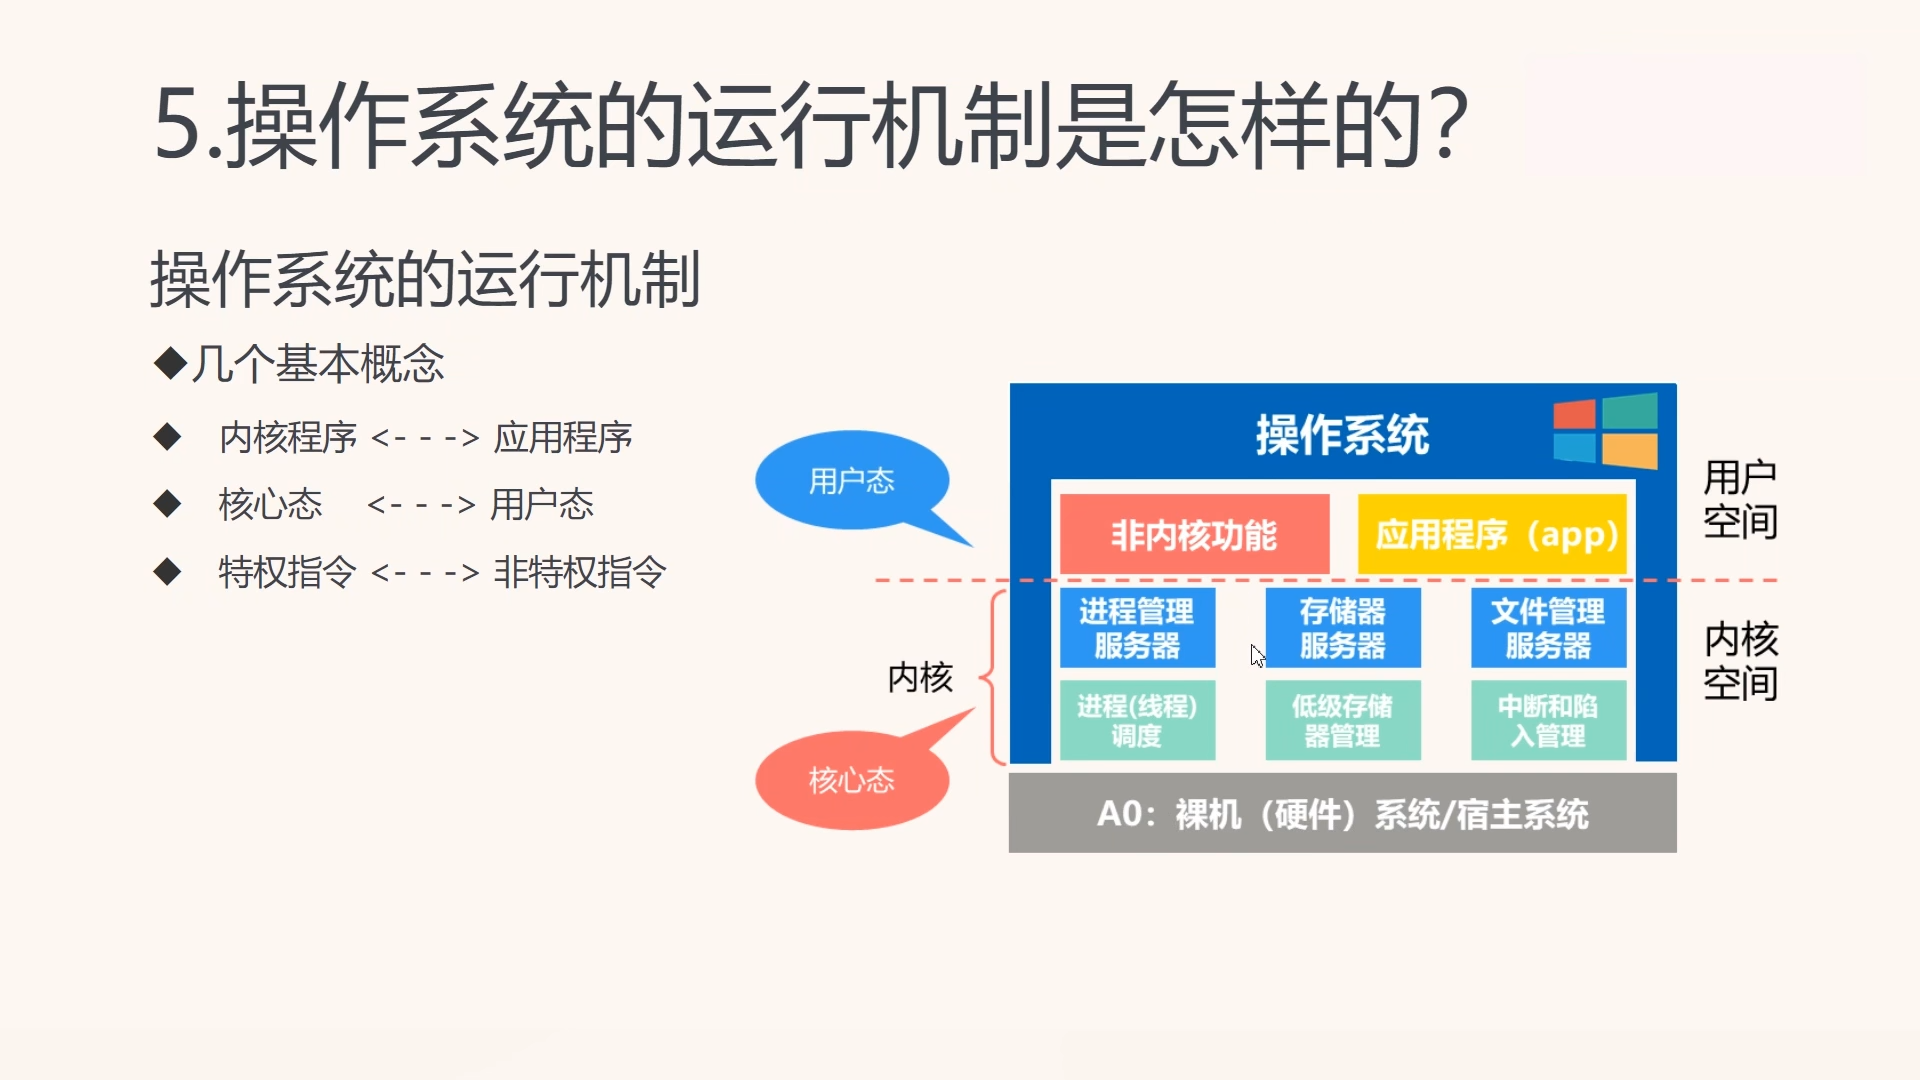 5.操作系统的运行机制是怎样的?
操作系统的运行机制
◆几个基本概念
◆ 内核程序 <- - -> 应用程序
◆ 核心态 <- - -> 用户态
◆ 特权指令 <- - -> 非特权指令
用户态
内核
核心态
操作系统
非内核功能
应用程序（app）
进程管理
服务器
存储器
服务器
文件管理
服务器
进程(线程)
调度
低级存储
器管理
中断和陷
入管理
A0：裸机（硬件）系统/宿主系统
用户
空间
内核
空间